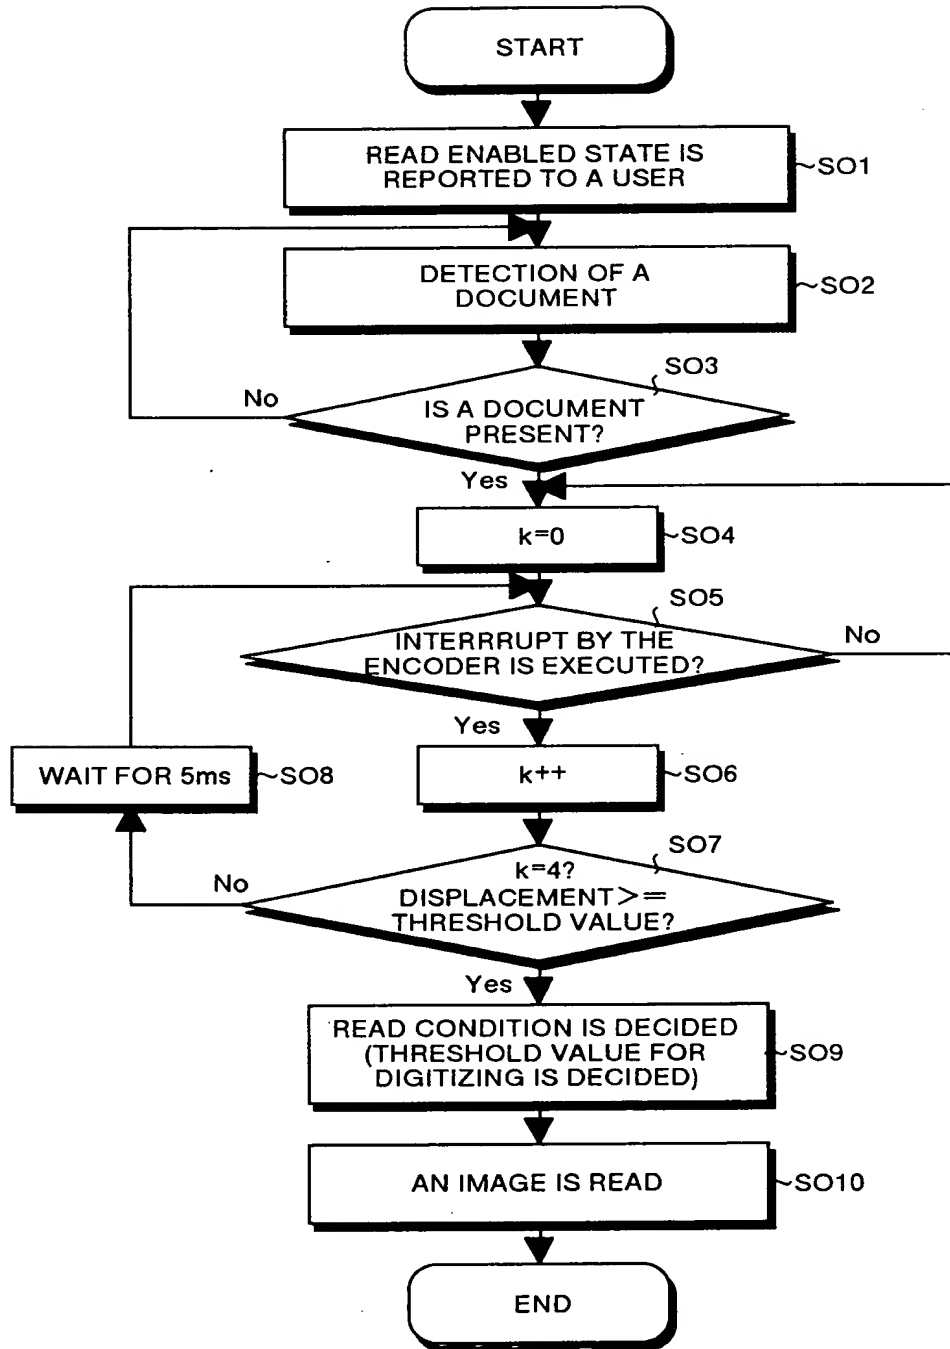 START
READ ENABLED STATE IS
REPORTED TO A USER
SO1
DETECTION OF A
DOCUMENT
SO2
SO3
No
IS A DOCUMENT
PRESENT?
Yes
k=0
SO4
SO5
INTERRRUPT BY THE
ENCODER IS EXECUTED?
No
Yes
WAIT FOR 5ms
SO8
k++
SO6
SO7
k=4?
No
DISPLACEMENT>=
THRESHOLD VALUE?
Yes
READ CONDITION IS DECIDED
(THRESHOLD VALUE FOR
DIGITIZING IS DECIDED)
SO9
AN IMAGE IS READ
SO10
END